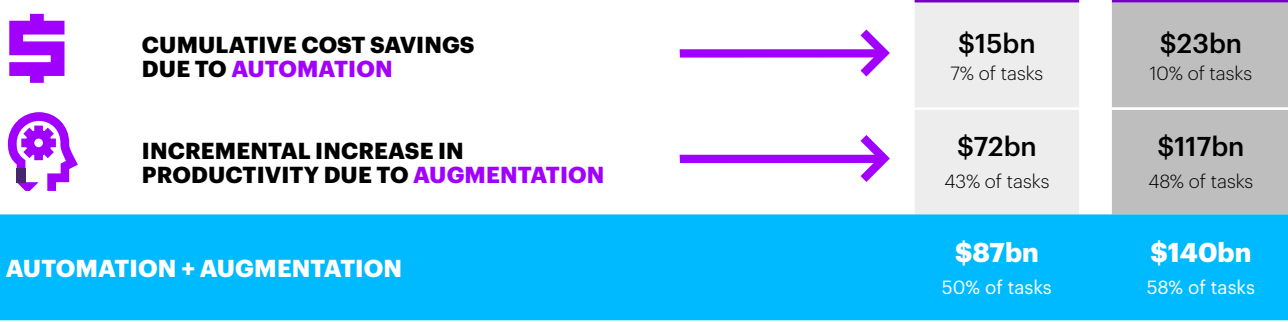 CUMULATIVE COST SAVINGS
DUE TO AUTOMATION
$15bn
7% of tasks
$23bn
10% of tasks
INCREMENTAL INCREASE IN
PRODUCTIVITY DUE TO AUGMENTATION
$72bn
43% of tasks
$117bn
48% of tasks
AUTOMATION + AUGMENTATION
$87bn
50% of tasks
$140bn
58% of tasks